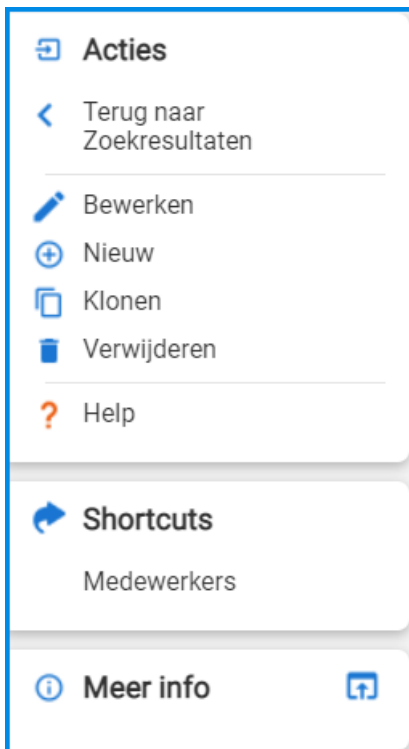 Acties
Terug naar
Zoekresultaten
Bewerken
Nieuw
Klonen
Verwijderen
? Help
Shortcuts
Medewerkers
Meer info